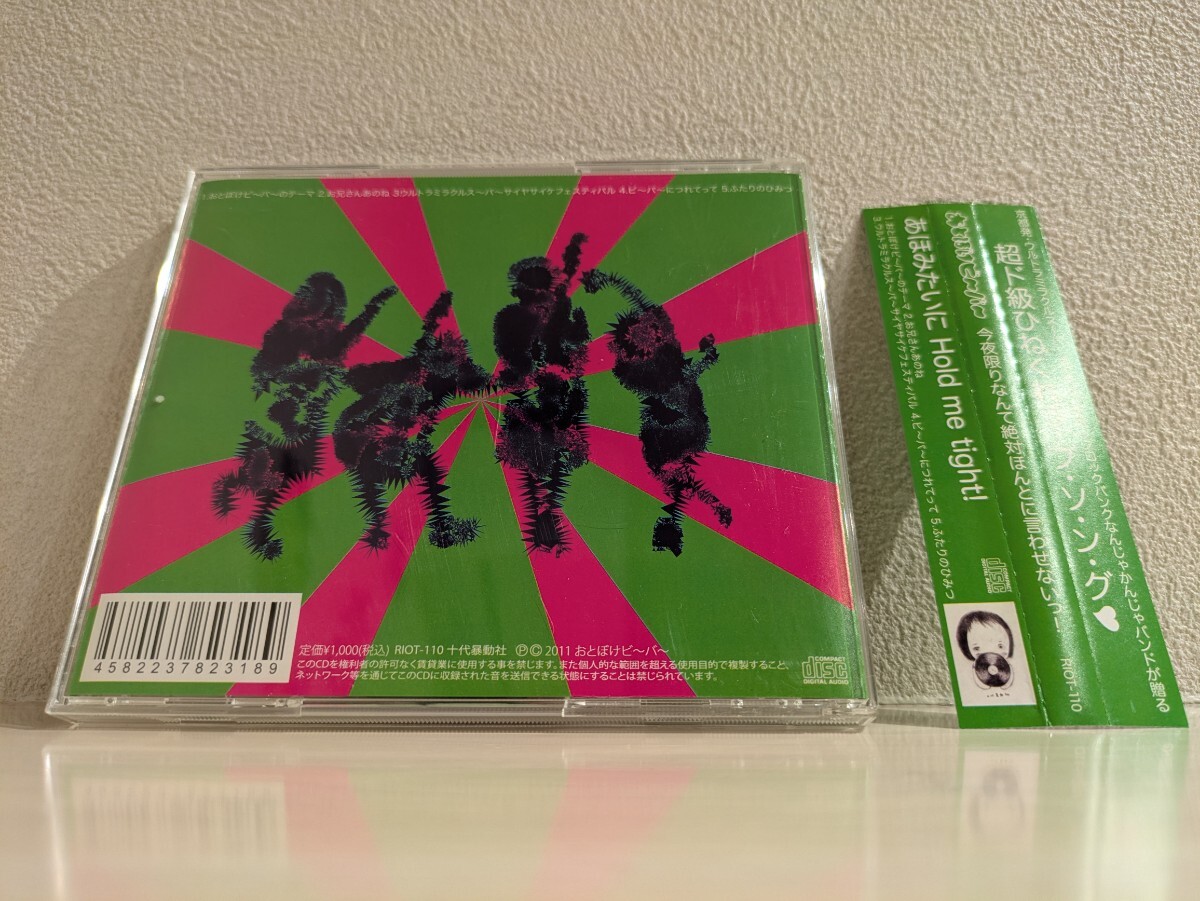 1.おとぼけビ〜バ〜のテーマ 2.お兄さんあのね 3.ウルトラミラクルス〜パ〜サイヤサイケフェスティバル 4.ビ〜バ〜につれてって 5.ふたりのひみつ
4582237823189
定価¥1,000(税込) RIOT-110 十代暴動社 ℗© 2011 おとぼけビ〜バ〜
このCDを権利者の許可なく賃貸業に使用する事を禁じます。また個人的な範囲を超える使用目的で複製すること、
ネットワーク等を通じてこのCDに収録された音を送信できる状態にすることは禁じられています。
COMPACT
disc
DIGITAL AUDIO
ロックパンクなんじゃかんじゃバンドが贈る
超下級ひね
ソ・ン・グ♥
おとぼけビ〜バ〜
今夜限りなんて絶対ほんとに言わせないっ!
RIOT-110
あほみたいに Hold me tight!
disc
1.おとぼけビ〜バ〜のテーマ 2.お兄さんあのね
3.ウルトラミラクルス〜パ〜サイヤサイケフェスティバル 4.ビ〜バ〜につれてって 5.ふたりのひみつ